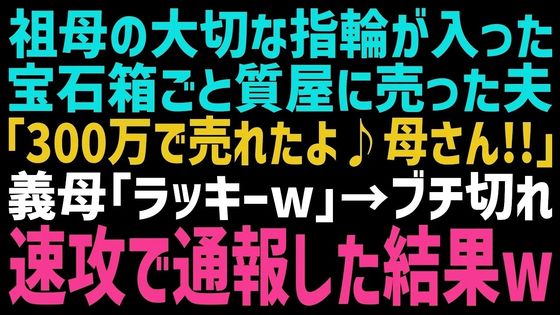 祖母の大切な指輪が入った
宝石箱ごと質屋に売った夫
「300万で売れたよ♪母さん!!」
義母「ラッキーw」→ブチ切れ
速攻で通報した結果w